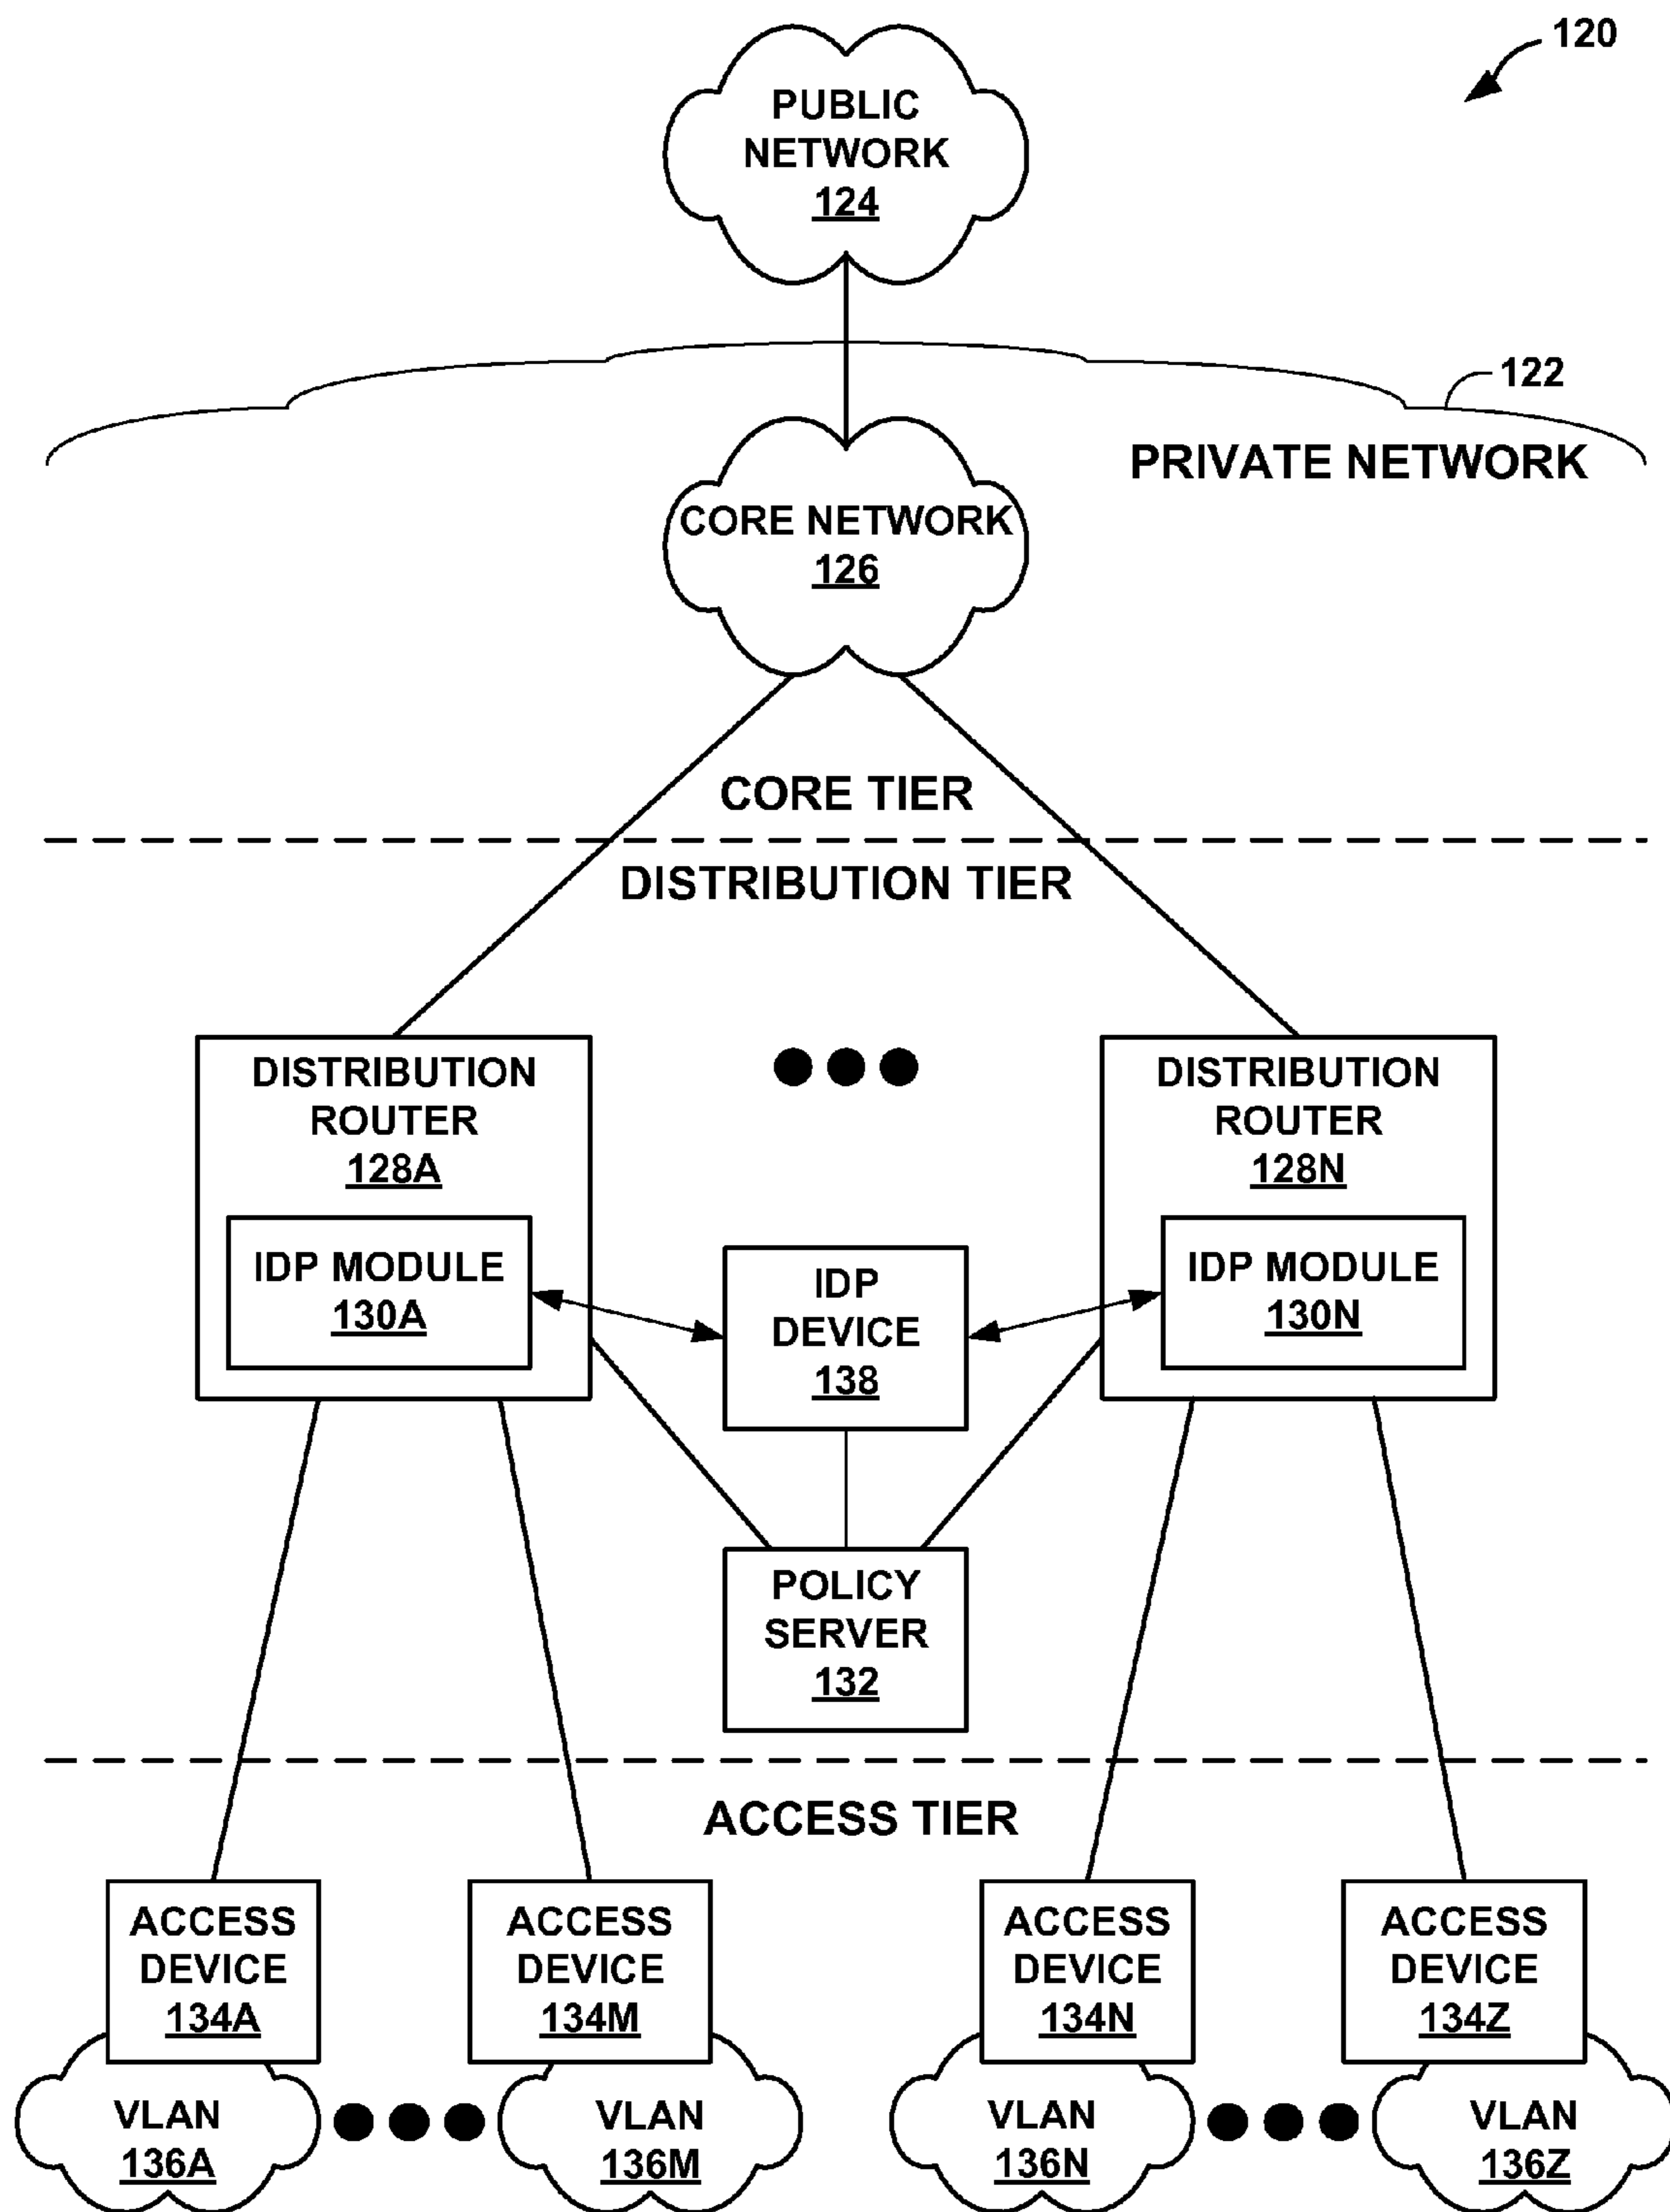 120
PUBLIC
NETWORK
124
122
PRIVATE NETWORK
CORE NETWORK
126
CORE TIER
DISTRIBUTION TIER
DISTRIBUTION
ROUTER
128A
IDP MODULE
130A
DISTRIBUTION
ROUTER
128N
IDP MODULE
130N
IDP
DEVICE
138
POLICY
SERVER
132
ACCESS TIER
ACCESS
DEVICE
134A
ACCESS
DEVICE
134M
ACCESS
DEVICE
134N
ACCESS
DEVICE
134Z
VLAN
136A
VLAN
136M
VLAN
136N
VLAN
136Z